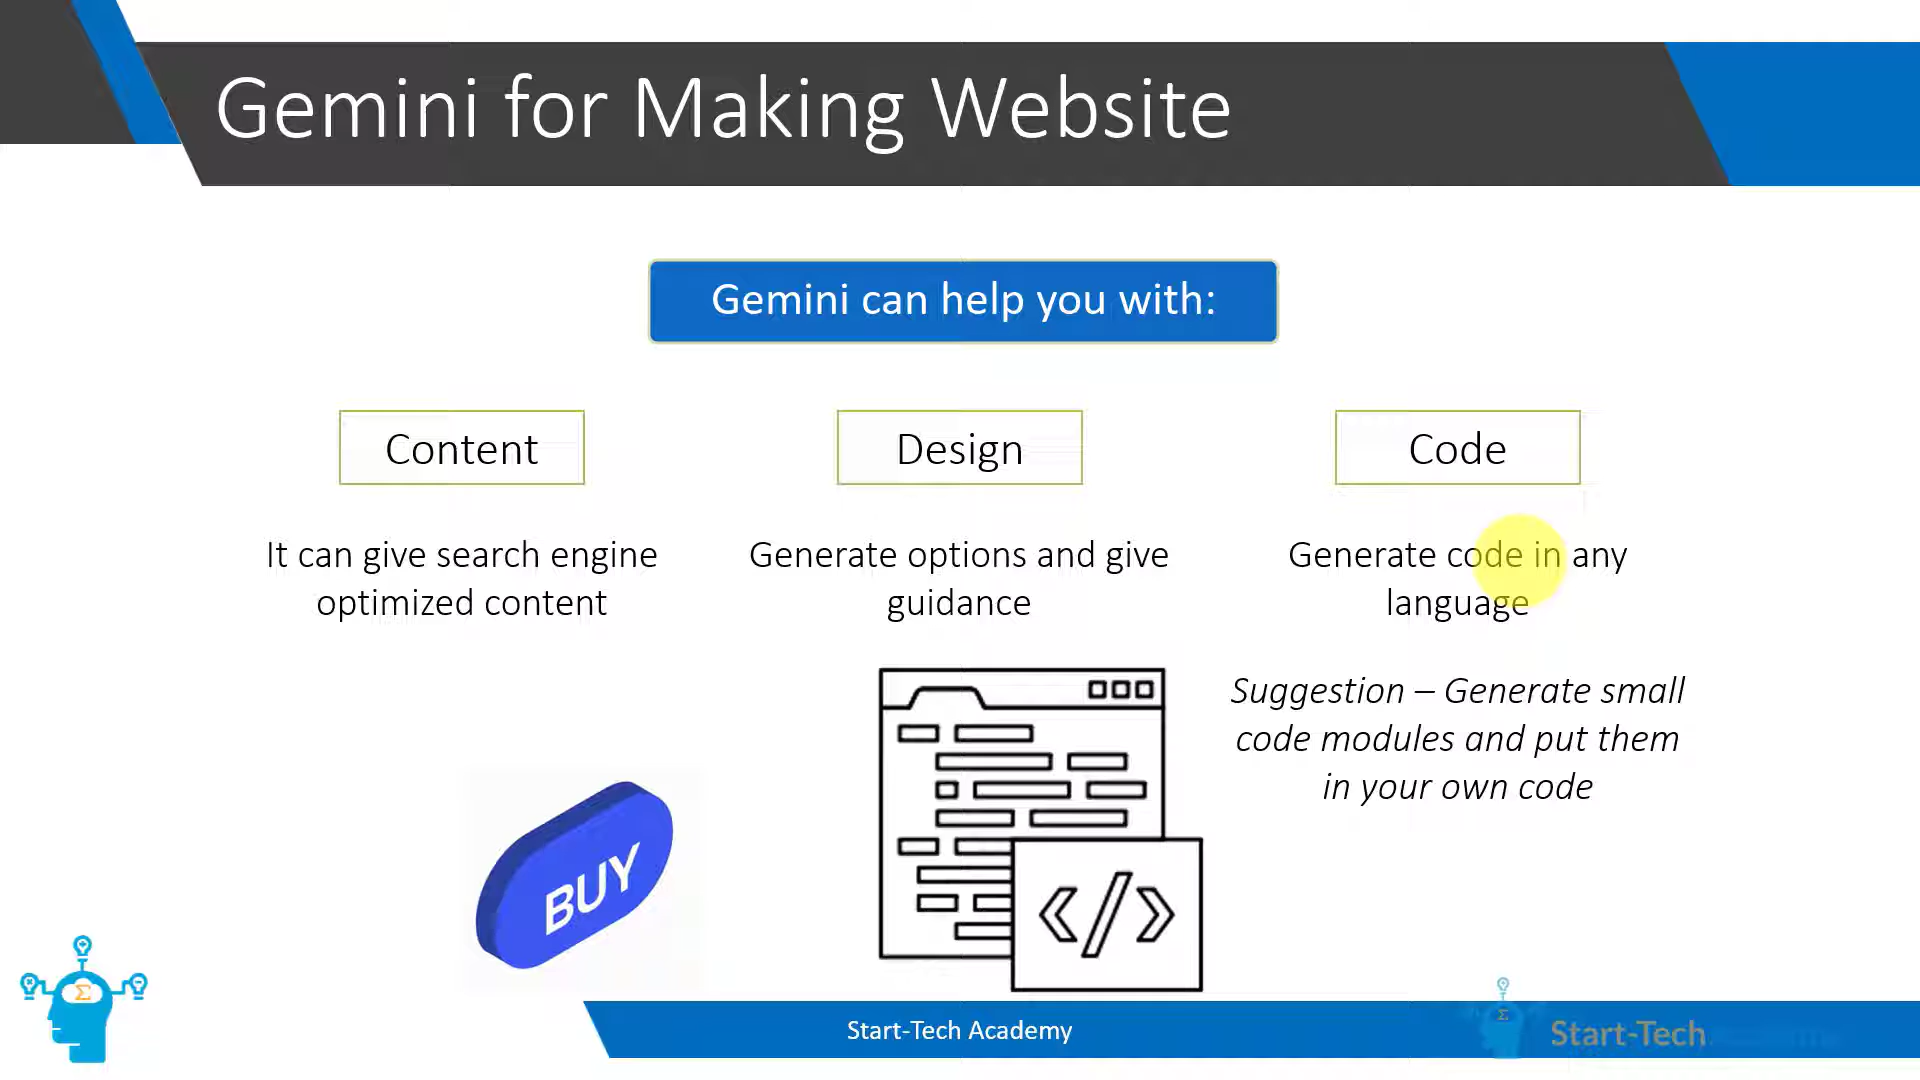 Gemini for Making Website
Gemini can help you with:
Content
Design
Code
It can give search engine
optimized content
Generate options and give
guidance
Generate code in any
language
Suggestion – Generate small
code modules and put them
in your own code
BUY
</>
Start-Tech Academy
Start-Tech